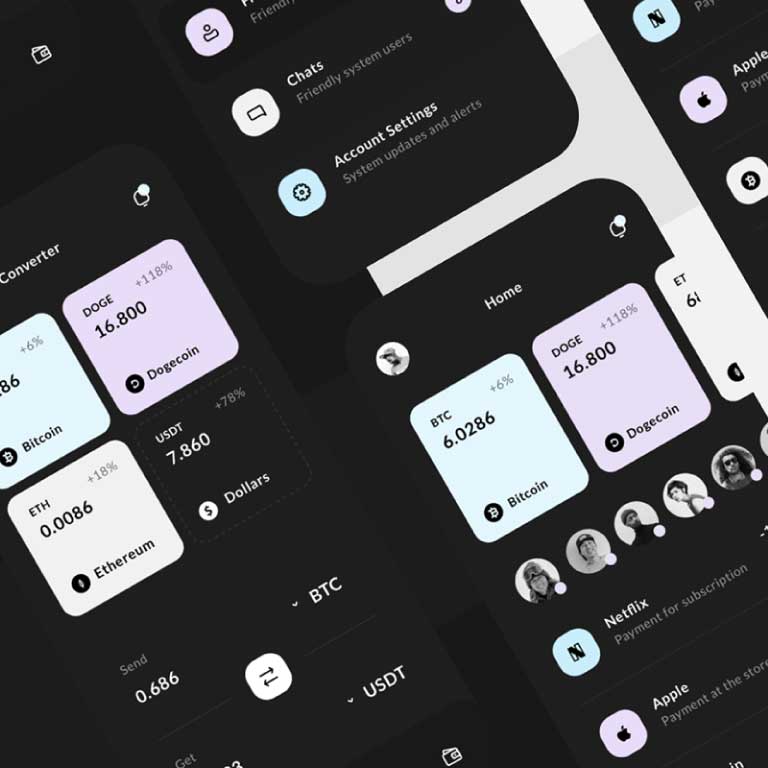 Friendly
Chats
Friendly system users
Account Settings
System updates and alerts
Converter
+6%
86
Bitcoin
DOGE
+118%
16.800
Dogecoin
ETH
+18%
0.0086
Ethereum
USDT
+78%
7.860
Dollars
Send
0.686
BTC
Get
USDT
Home
BTC
+6%
6.0286
Bitcoin
DOGE
+118%
16.800
Dogecoin
ET
Netflix
Payment for subscription
Apple
Payment at the store
Apple